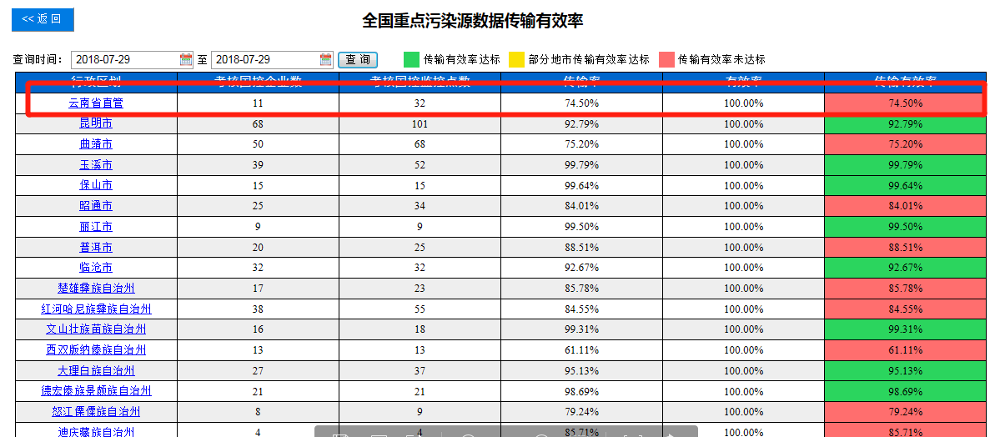 << 返 回
全国重点污染源数据传输有效率
查询时间： 2018-07-29 至 2018-07-29 查 询 传输有效率达标 部分地市传输有效率达标 传输有效率未达标
行政区划 考核国控企业数 考核国控监控点数 传输率 有效率 传输有效率
云南省直管 11 32 74.50% 100.00% 74.50%
昆明市 68 101 92.79% 100.00% 92.79%
曲靖市 50 68 75.20% 100.00% 75.20%
玉溪市 39 52 99.79% 100.00% 99.79%
保山市 15 15 99.64% 100.00% 99.64%
昭通市 25 34 84.01% 100.00% 84.01%
丽江市 9 9 99.50% 100.00% 99.50%
普洱市 20 25 88.51% 100.00% 88.51%
临沧市 32 32 92.67% 100.00% 92.67%
楚雄彝族自治州 17 23 85.78% 100.00% 85.78%
红河哈尼族彝族自治州 38 55 84.55% 100.00% 84.55%
文山壮族苗族自治州 16 18 99.31% 100.00% 99.31%
西双版纳傣族自治州 13 13 61.11% 100.00% 61.11%
大理白族自治州 27 37 95.13% 100.00% 95.13%
德宏傣族景颇族自治州 21 21 98.69% 100.00% 98.69%
怒江傈僳族自治州 8 9 79.24% 100.00% 79.24%
迪庆藏族自治州 4 4 85.71% 100.00% 85.71%